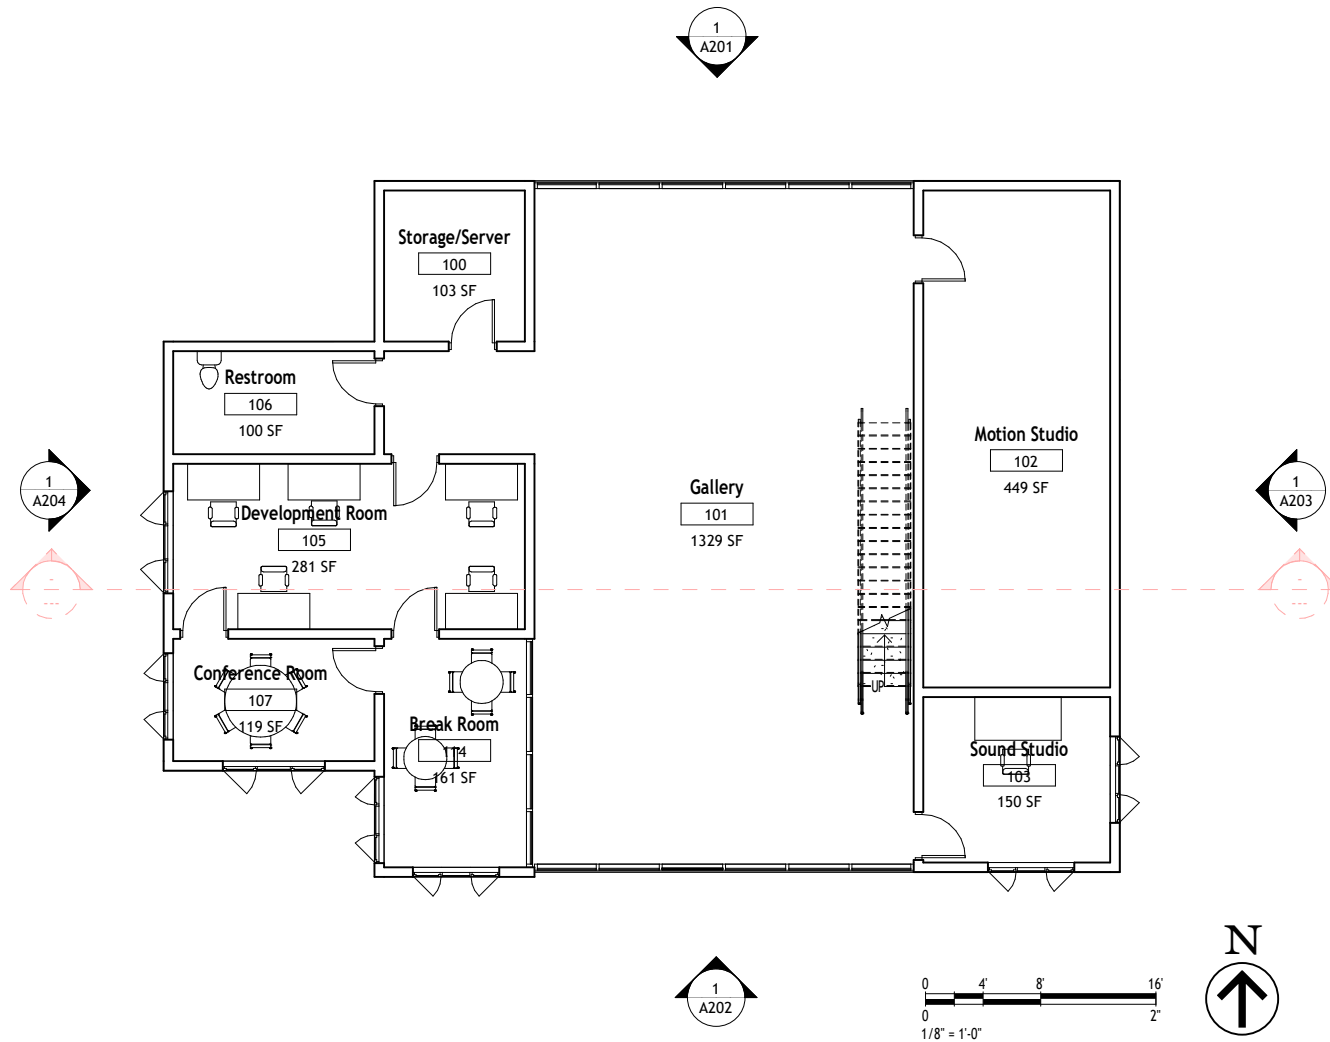 1
A201
Storage/Server
100
103 SF
Restroom
106
100 SF
Motion Studio
102
449 SF
1
A204
Gallery
101
1329 SF
1
A203
Development Room
105
281 SF
UP
Conference Room
107
119 SF
Break Room
161 SF
Sound Studio
103
150 SF
N
1
A202
0 4' 8' 16'
0 2"
1/8" = 1'-0"